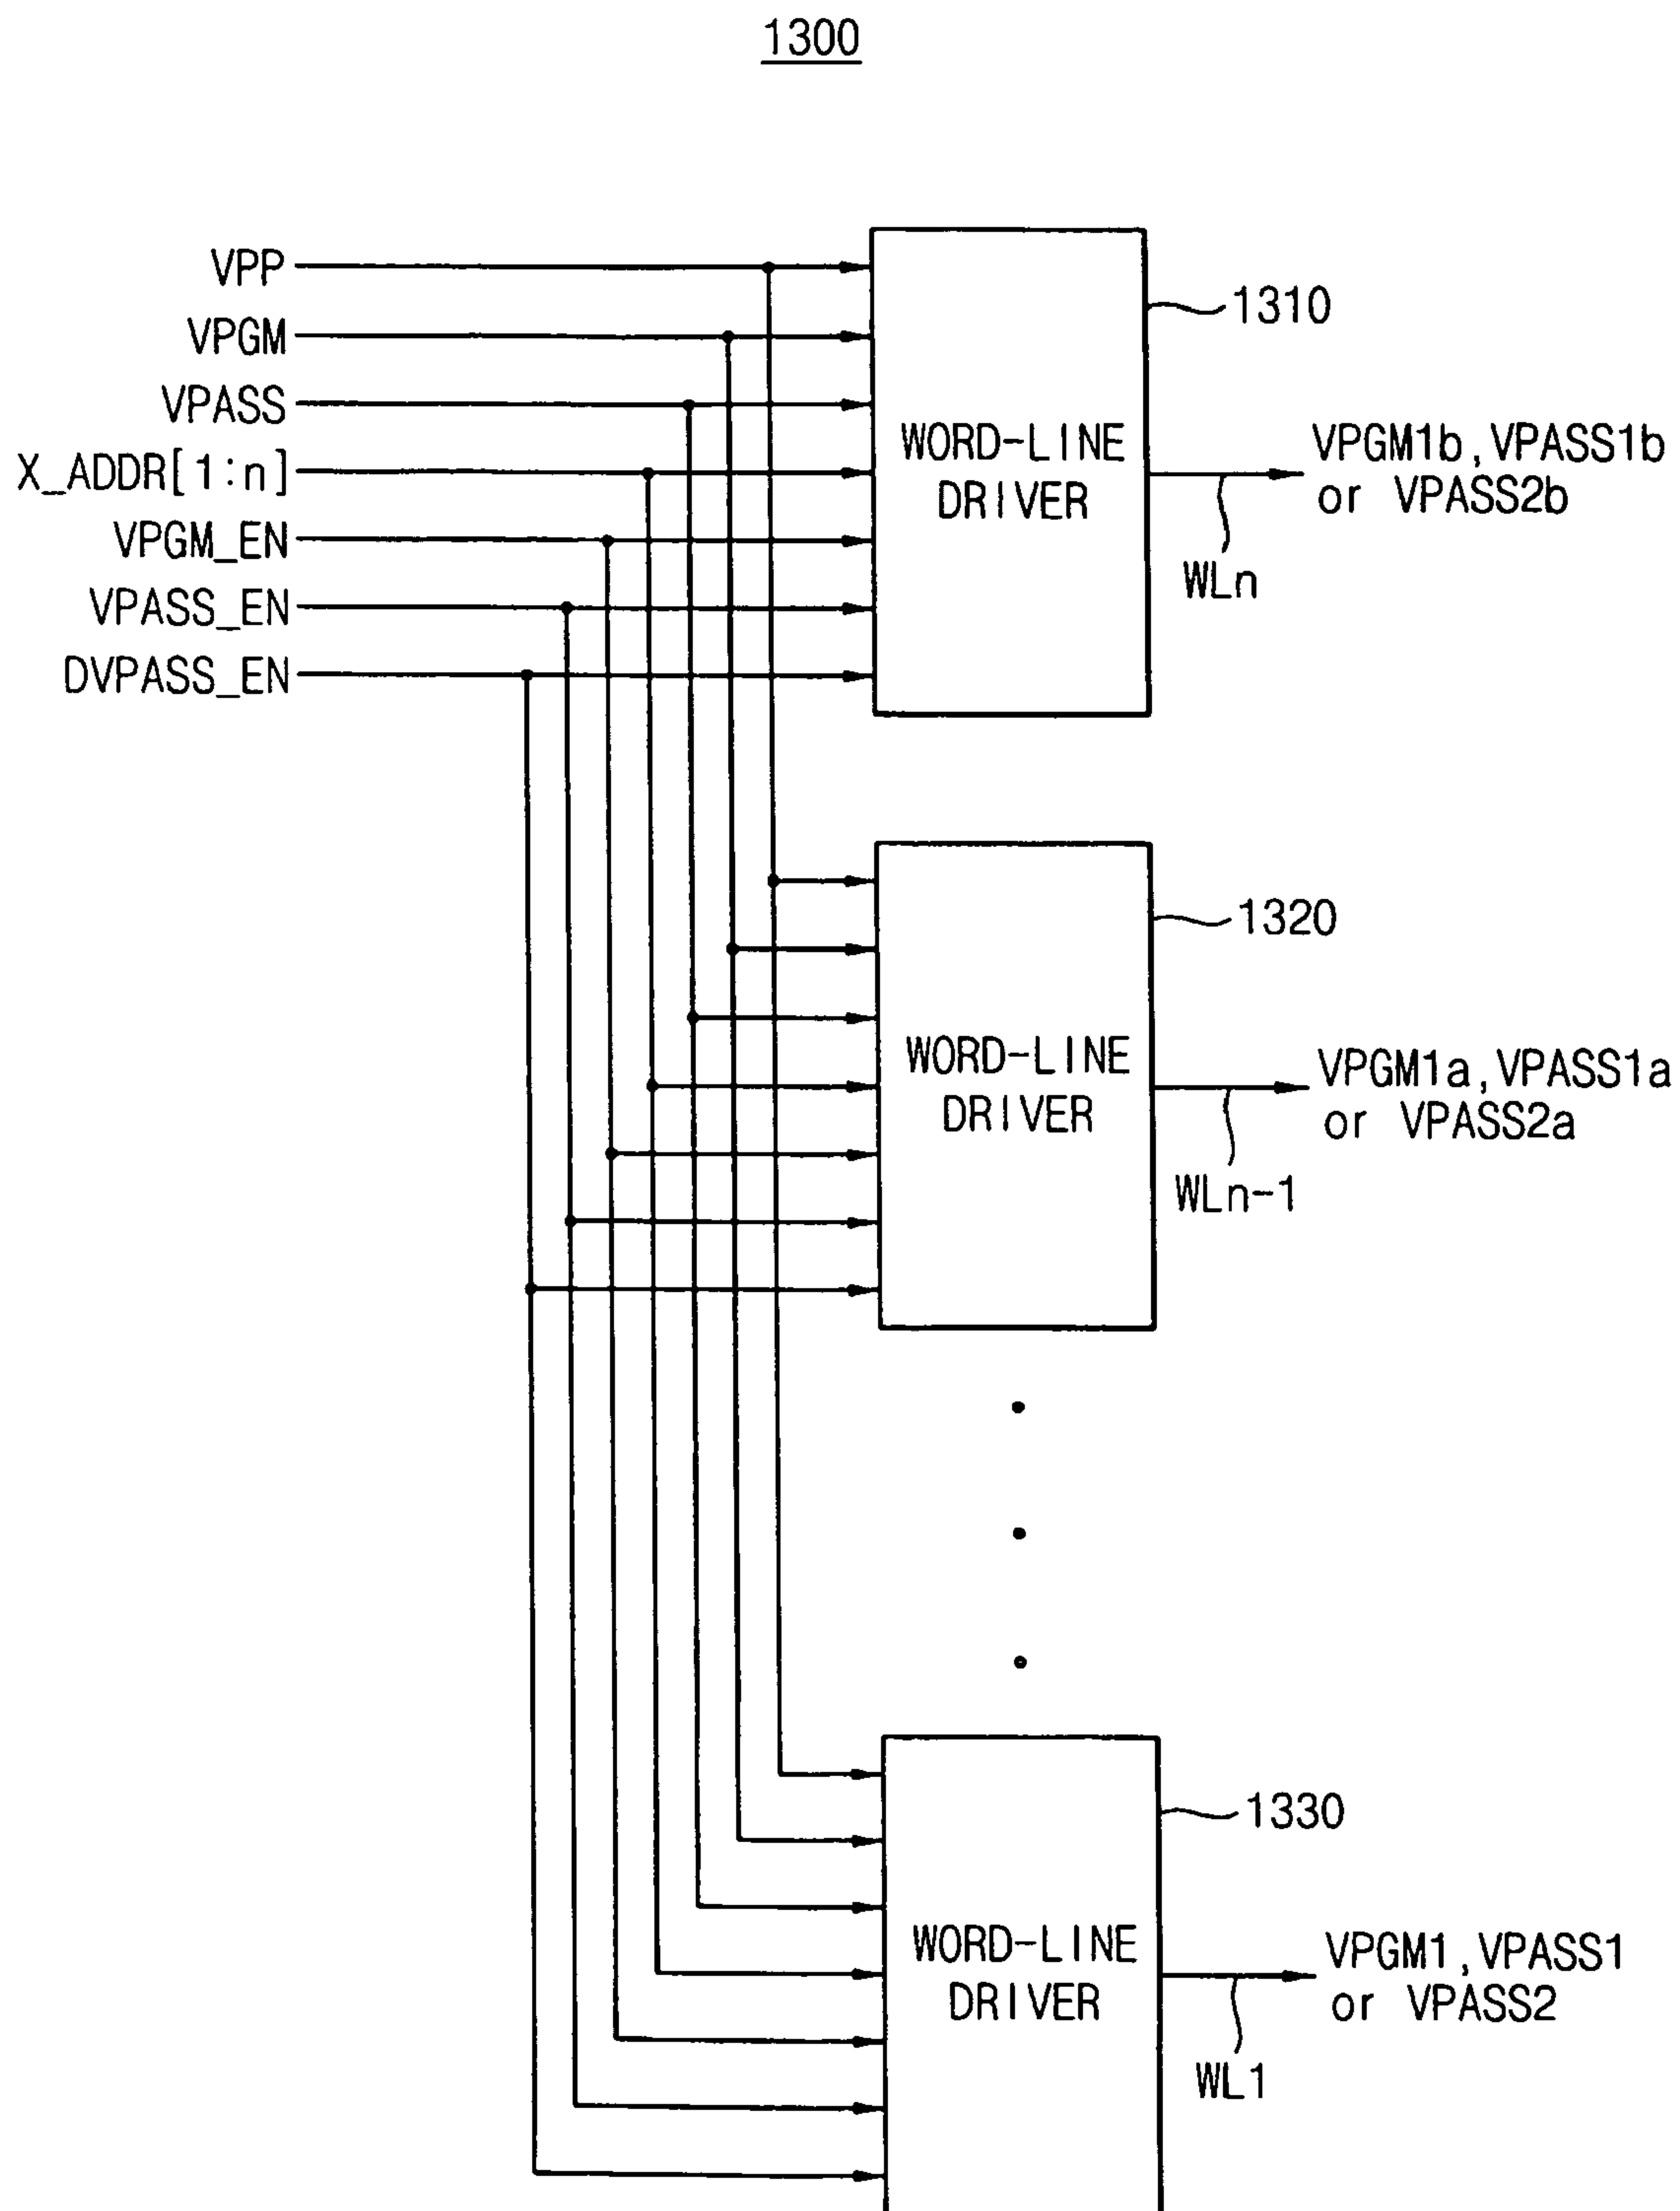 1300
VPP
VPGM
VPASS
X_ADDR[1:n]
VPGM_EN
VPASS_EN
DVPASS_EN
WORD-LINE
DRIVER
1310
VPGM1b,VPASS1b
or VPASS2b
WLn
WORD-LINE
DRIVER
1320
VPGM1a,VPASS1a
or VPASS2a
WLn-1
WORD-LINE
DRIVER
1330
VPGM1,VPASS1
or VPASS2
WL1